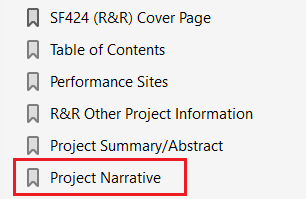 SF424 (R&R) Cover Page
Table of Contents
Performance Sites
R&R Other Project Information
Project Summary/Abstract
Project Narrative